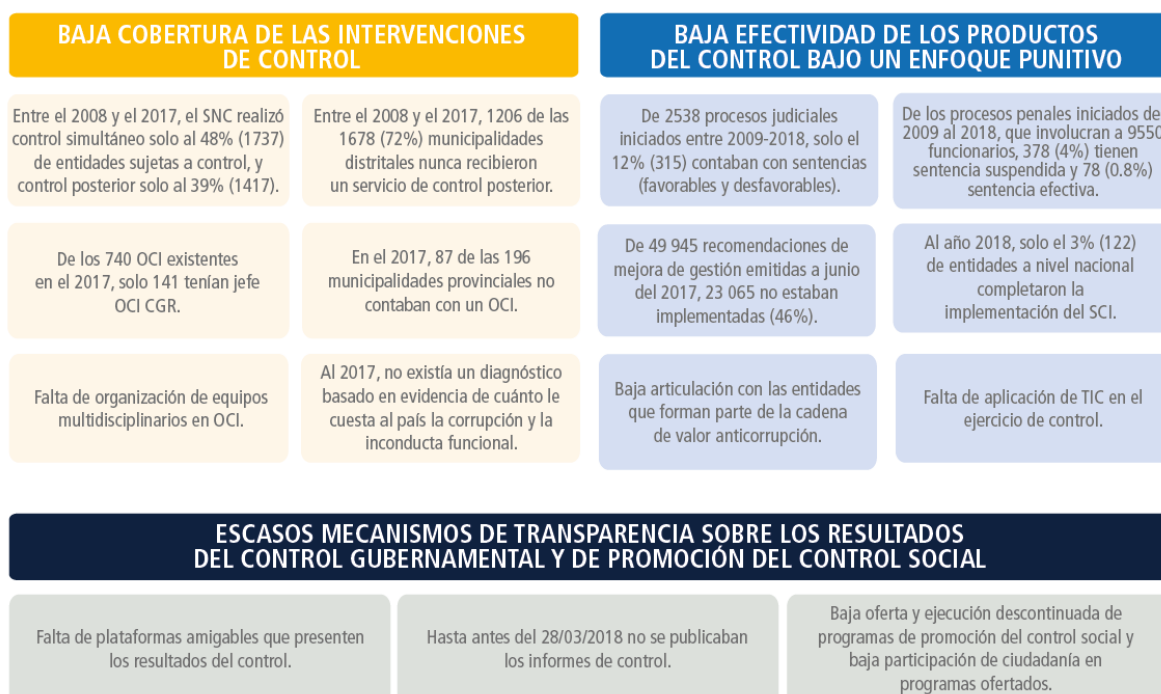 BAJA COBERTURA DE LAS INTERVENCIONES
DE CONTROL
Entre el 2008 y el 2017, el SNC realizó
control simultáneo solo al 48% (1737)
de entidades sujetas a control, y
control posterior solo al 39% (1417).
Entre el 2008 y el 2017, 1206 de las
1678 (72%) municipalidades
distritales nunca recibieron
un servicio de control posterior.
De los 740 OCI existentes
en el 2017, solo 141 tenían jefe
OCI CGR.
En el 2017, 87 de las 196
municipalidades provinciales no
contaban con un OCI.
Falta de organización de equipos
multidisciplinarios en OCI.
Al 2017, no existía un diagnóstico
basado en evidencia de cuánto le
cuesta al país la corrupción y la
inconducta funcional.
BAJA EFECTIVIDAD DE LOS PRODUCTOS
DEL CONTROL BAJO UN ENFOQUE PUNITIVO
De 2538 procesos judiciales
iniciados entre 2009-2018, solo el
12% (315) contaban con sentencias
(favorables y desfavorables).
De los procesos penales iniciados de
2009 al 2018, que involucran a 9550
funcionarios, 378 (4%) tienen
sentencia suspendida y 78 (0.8%)
sentencia efectiva.
De 49 945 recomendaciones de
mejora de gestión emitidas a junio
del 2017, 23 065 no estaban
implementadas (46%).
Al año 2018, solo el 3% (122)
de entidades a nivel nacional
completaron la
implementación del SCI.
Baja articulación con las entidades
que forman parte de la cadena
de valor anticorrupción.
Falta de aplicación de TIC en el
ejercicio de control.
ESCASOS MECANISMOS DE TRANSPARENCIA SOBRE LOS RESULTADOS
DEL CONTROL GUBERNAMENTAL Y DE PROMOCIÓN DEL CONTROL SOCIAL
Falta de plataformas amigables que presenten
los resultados del control.
Hasta antes del 28/03/2018 no se publicaban
los informes de control.
Baja oferta y ejecución descontinuada de
programas de promoción del control social y
baja participación de ciudadanía en
programas ofertados.